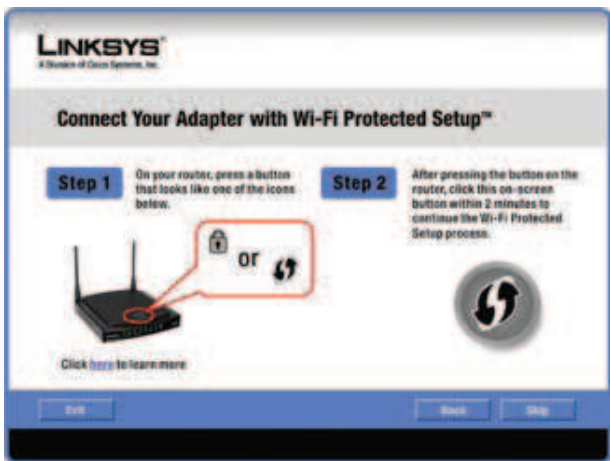 LINKSYS®
A Division of Cisco Systems, Inc.
Connect Your Adapter with Wi-Fi Protected Setup™
Step 1
On your router, press a button
that looks like one of the icons
below.
or
Click here to learn more
Step 2
After pressing the button on the
router, click this on-screen
button within 2 minutes to
continue the Wi-Fi Protected
Setup process.
Exit
Back
Skip